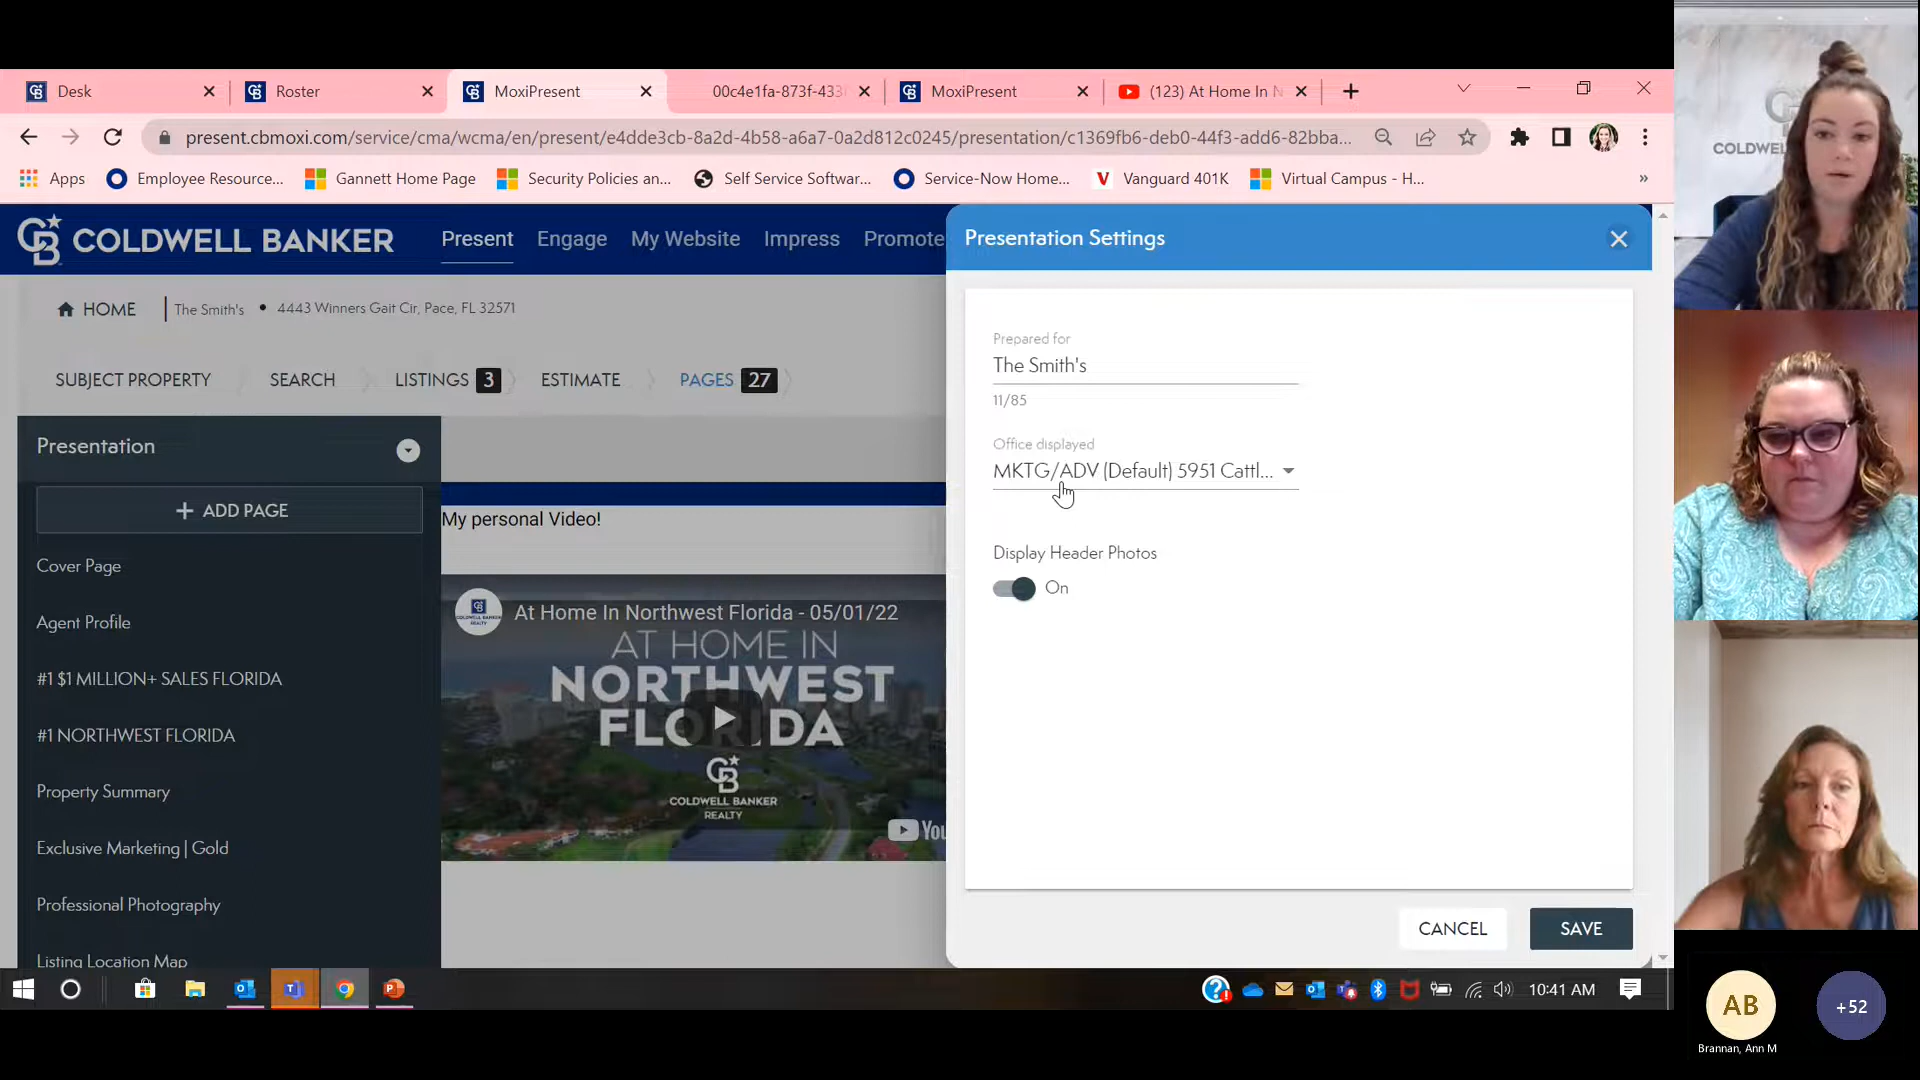 Desk
Roster
MoxiPresent
00c4e1fa-873f-433
MoxiPresent
(123) At Home In N
present.cbmoxi.com/service/cma/wcma/en/present/e4dde3cb-8a2d-4b58-a6a7-0a2d812c0245/presentation/c1369fb6-deb0-44f3-add6-82bba...
Apps
Employee Resource...
Gannett Home Page
Security Policies an...
Self Service Softwar...
Service-Now Home...
Vanguard 401K
Virtual Campus - H...
»
COLDWELL BANKER
Present
Engage
My Website
Impress
Promote
HOME
The Smith's • 4443 Winners Gait Cir, Pace, FL 32571
SUBJECT PROPERTY
SEARCH
LISTINGS 3
ESTIMATE
PAGES 27
Presentation
+ ADD PAGE
Cover Page
Agent Profile
#1 $1 MILLION+ SALES FLORIDA
#1 NORTHWEST FLORIDA
Property Summary
Exclusive Marketing | Gold
Professional Photography
Listing Location Map
My personal Video!
At Home In Northwest Florida - 05/01/22
AT HOME IN
NORTHWEST
FLORIDA
COLDWELL BANKER
REALTY
You
Presentation Settings
Prepared for
The Smith's
11/85
Office displayed
MKTG/ADV (Default) 5951 Cattl...
Display Header Photos
On
CANCEL
SAVE
10:41 AM
COLDWE
AB
Brannan, Ann M
+52